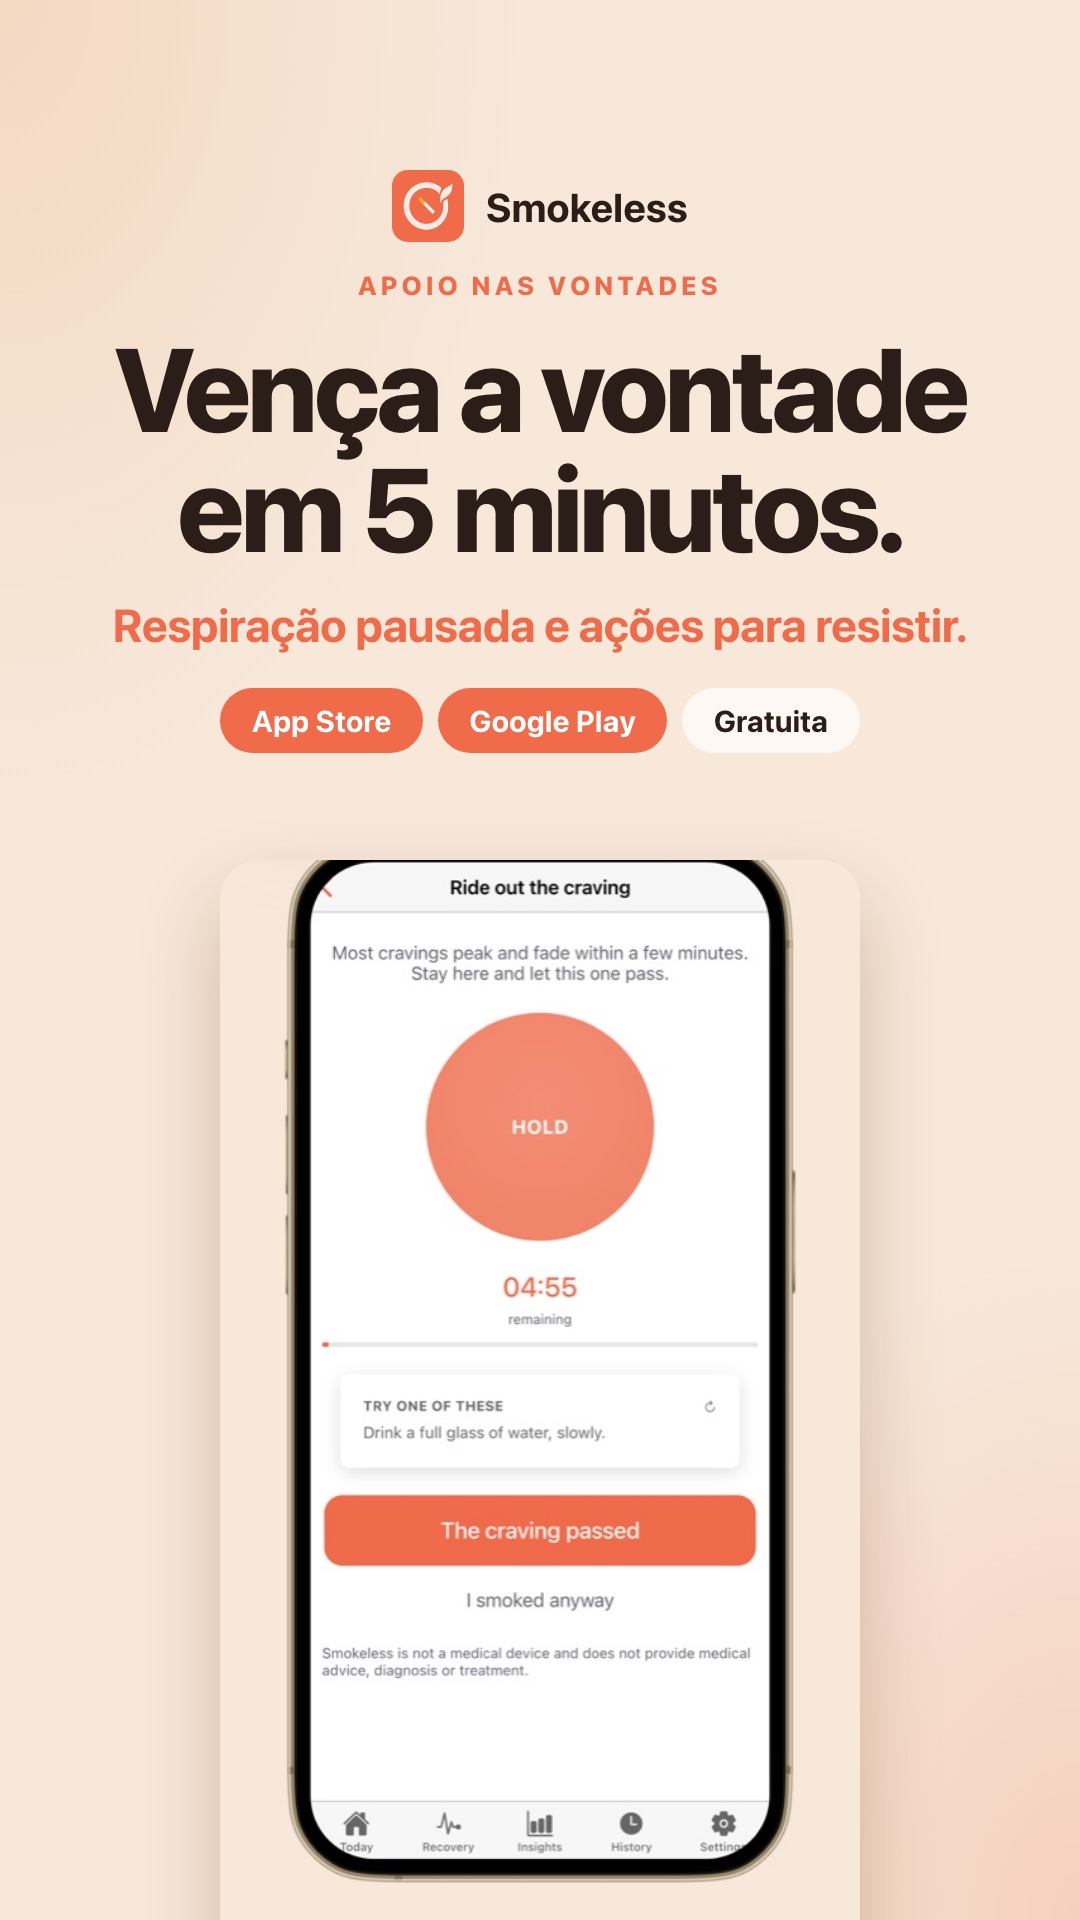 Smokeless
APOIO NAS VONTADES
Vença a vontade
em 5 minutos.
Respiração pausada e ações para resistir.
App Store
Google Play
Gratuita
Ride out the craving
Most cravings peak and fade within a few minutes.
Stay here and let this one pass.
HOLD
04:55
remaining
TRY ONE OF THESE
Drink a full glass of water, slowly.
The craving passed
I smoked anyway
Smokeless is not a medical device and does not provide medical
advice, diagnosis or treatment.
Today
Recovery
Insights
History
Settings